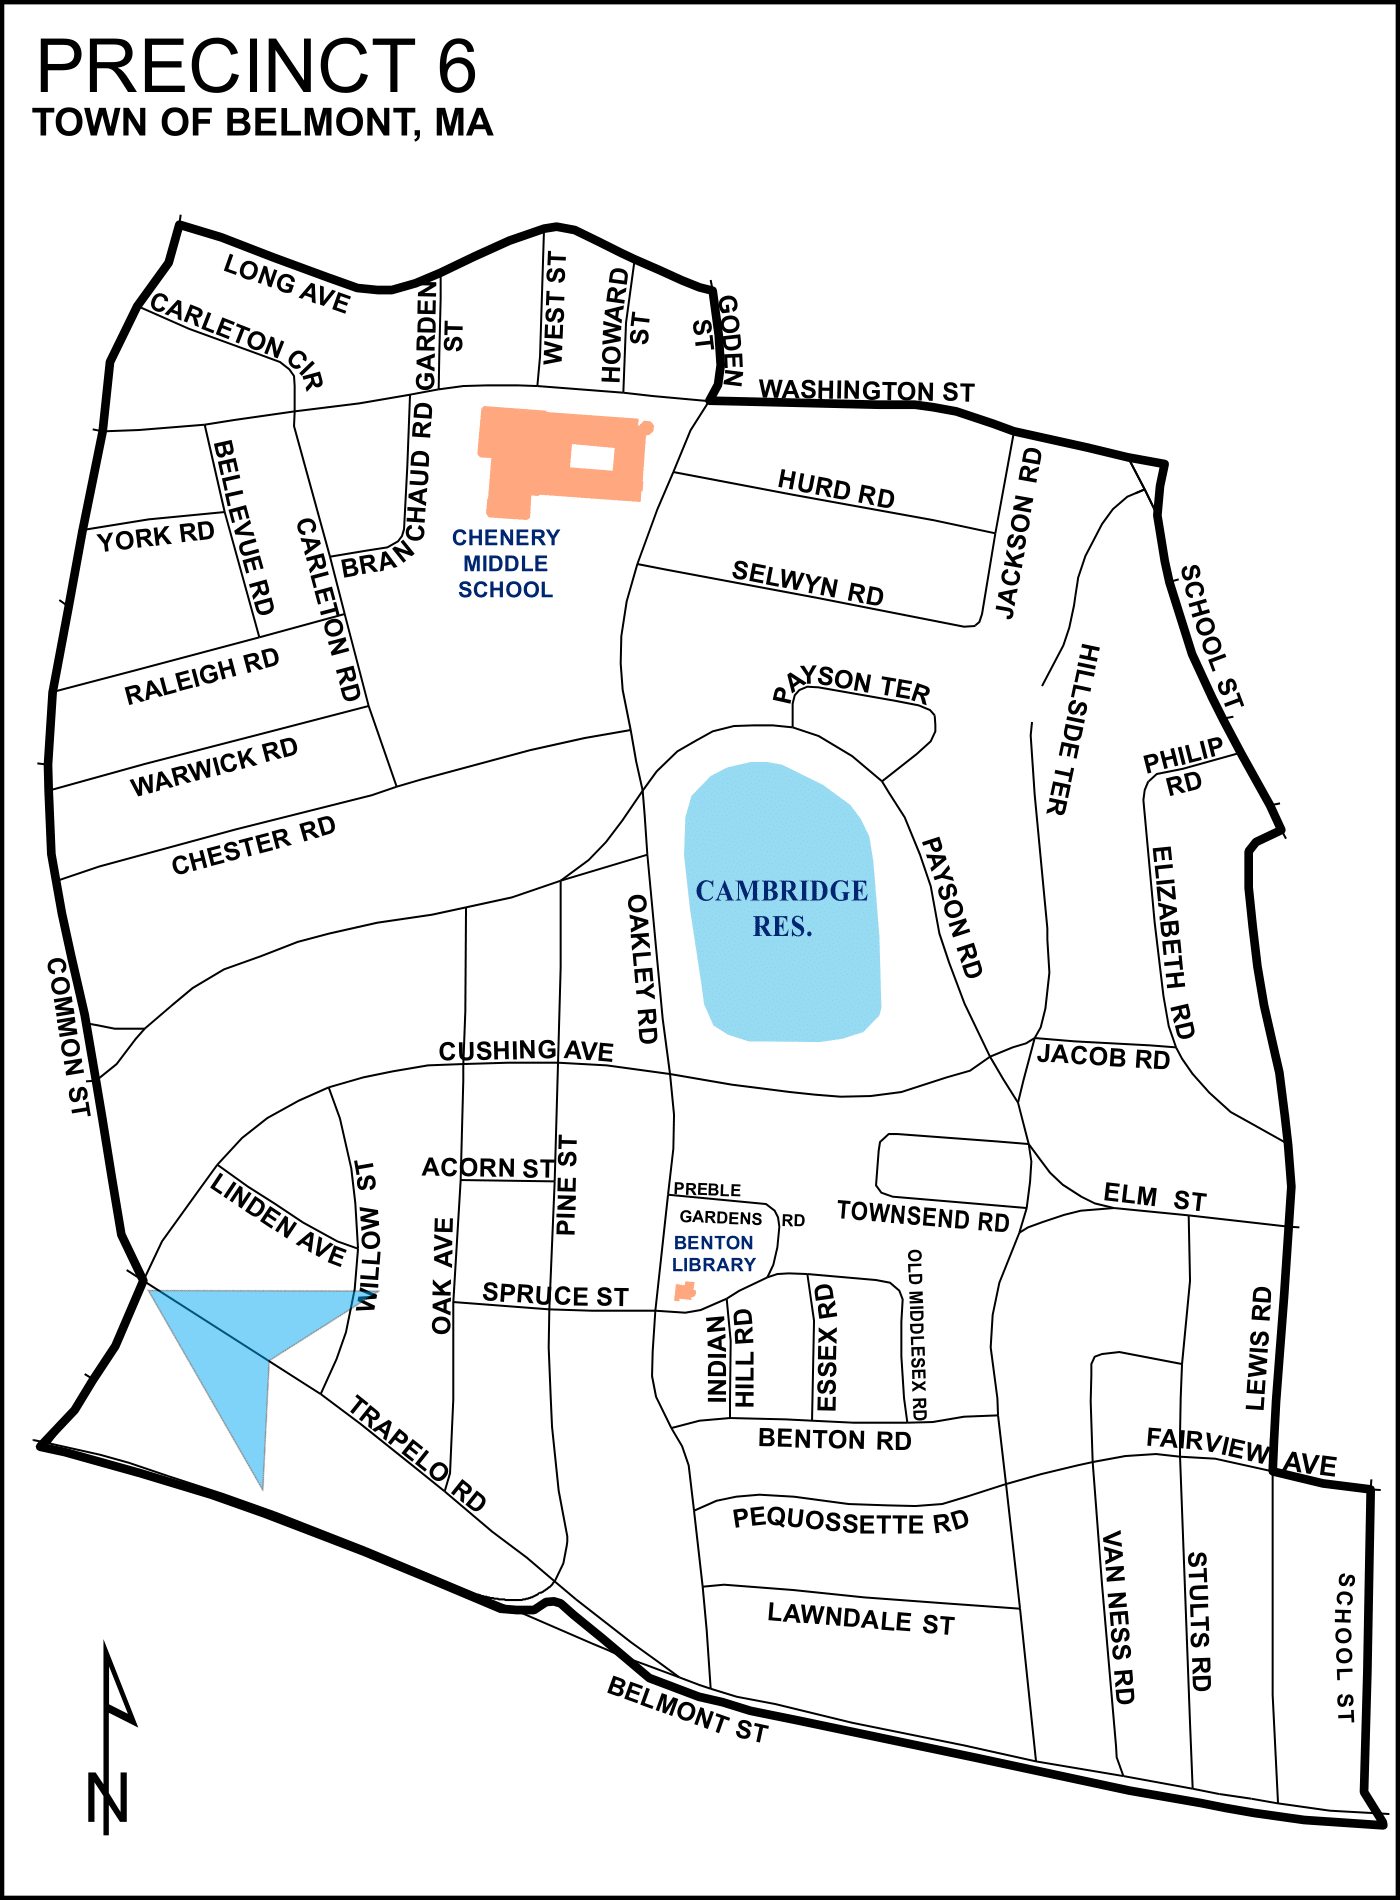 PRECINCT 6
TOWN OF BELMONT, MA
LONG AVE
CARLETON CIR
GARDEN
ST
WEST ST
HOWARD
ST
GODEN
ST
WASHINGTON ST
BELLEVUE RD
YORK RD
CARLETON RD
BRANCHAUD RD
CHENERY
MIDDLE
SCHOOL
HURD RD
JACKSON RD
SELWYN RD
SCHOOL ST
RALEIGH RD
PAYSON TER
HILLSIDE TER
WARWICK RD
PHILIP
RD
CHESTER RD
CAMBRIDGE
RES.
PAYSON RD
ELIZABETH RD
OAKLEY RD
COMMON ST
CUSHING AVE
JACOB RD
ACORN ST
PINE ST
LINDEN AVE
WILLOW ST
OAK AVE
PREBLE
GARDENS RD
BENTON
LIBRARY
TOWNSEND RD
ELM ST
SPRUCE ST
INDIAN
HILL RD
ESSEX RD
OLD MIDDLESEX RD
LEWIS RD
TRAPELO RD
BENTON RD
FAIRVIEW AVE
PEQUOSSETTE RD
VAN NESS RD
STULTS RD
SCHOOL ST
LAWNDALE ST
BELMONT ST
N